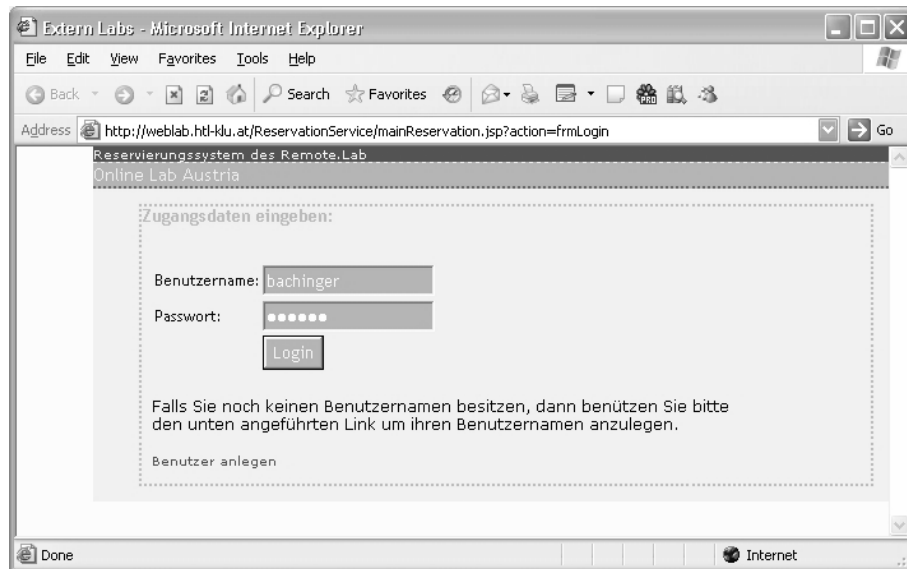 Extern Labs - Microsoft Internet Explorer
File Edit View Favorites Tools Help
Back Search Favorites PRO
Address http://weblab.htl-klu.at/ReservationService/mainReservation.jsp?action=frmLogin Go
Reservierungssystem des Remote.Lab
Online Lab Austria
Zugangsdaten eingeben:
Benutzername: bachinger
Passwort: ●●●●●●
Login
Falls Sie noch keinen Benutzernamen besitzen, dann benützen Sie bitte
den unten angeführten Link um ihren Benutzernamen anzulegen.
Benutzer anlegen
Done Internet